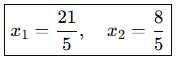 x₁ = 21/5, x₂ = 8/5